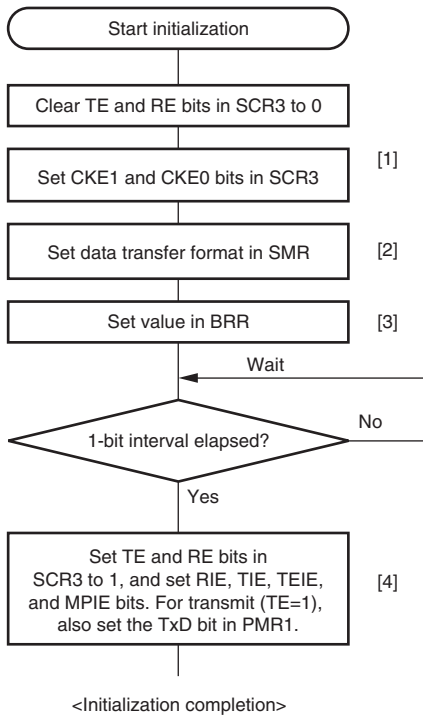 Start initialization
Clear TE and RE bits in SCR3 to 0
[1]
Set CKE1 and CKE0 bits in SCR3
Set data transfer format in SMR
[2]
Set value in BRR
[3]
Wait
1-bit interval elapsed?
No
Yes
Set TE and RE bits in
SCR3 to 1, and set RIE, TIE, TEIE,
and MPIE bits. For transmit (TE=1),
also set the TxD bit in PMR1.
[4]
<Initialization completion>